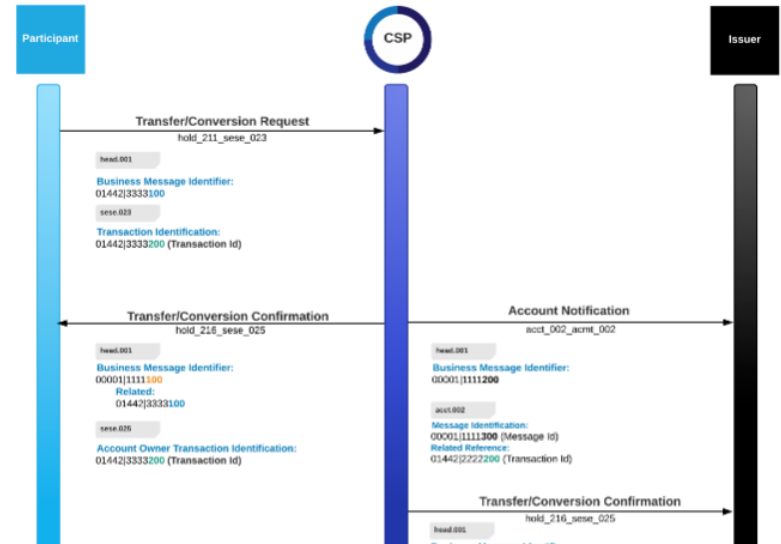 Participant
CSP
Issuer
Transfer/Conversion Request
hold_211_sese_023
head.001
Business Message Identifier:
01442|3333100
sese.023
Transaction Identification:
01442|3333200 (Transaction Id)
Transfer/Conversion Confirmation
hold_216_sese_025
head.001
Business Message Identifier:
00001|1111100
Related:
01442|3333100
sese.025
Account Owner Transaction Identification:
01442|3333200 (Transaction Id)
Account Notification
acct_002_acmt_002
head.001
Business Message Identifier:
00001|1111200
acct.002
Message Identification:
00001|1111300 (Message Id)
Related Reference:
01442|2222200 (Transaction Id)
Transfer/Conversion Confirmation
hold_216_sese_025
head.001